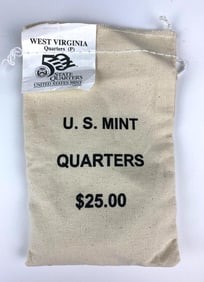 WEST VIRGINIA
Quarters (P)
50
STATE
QUARTERS
UNITED STATES MINT
U. S. MINT
QUARTERS
$25.00